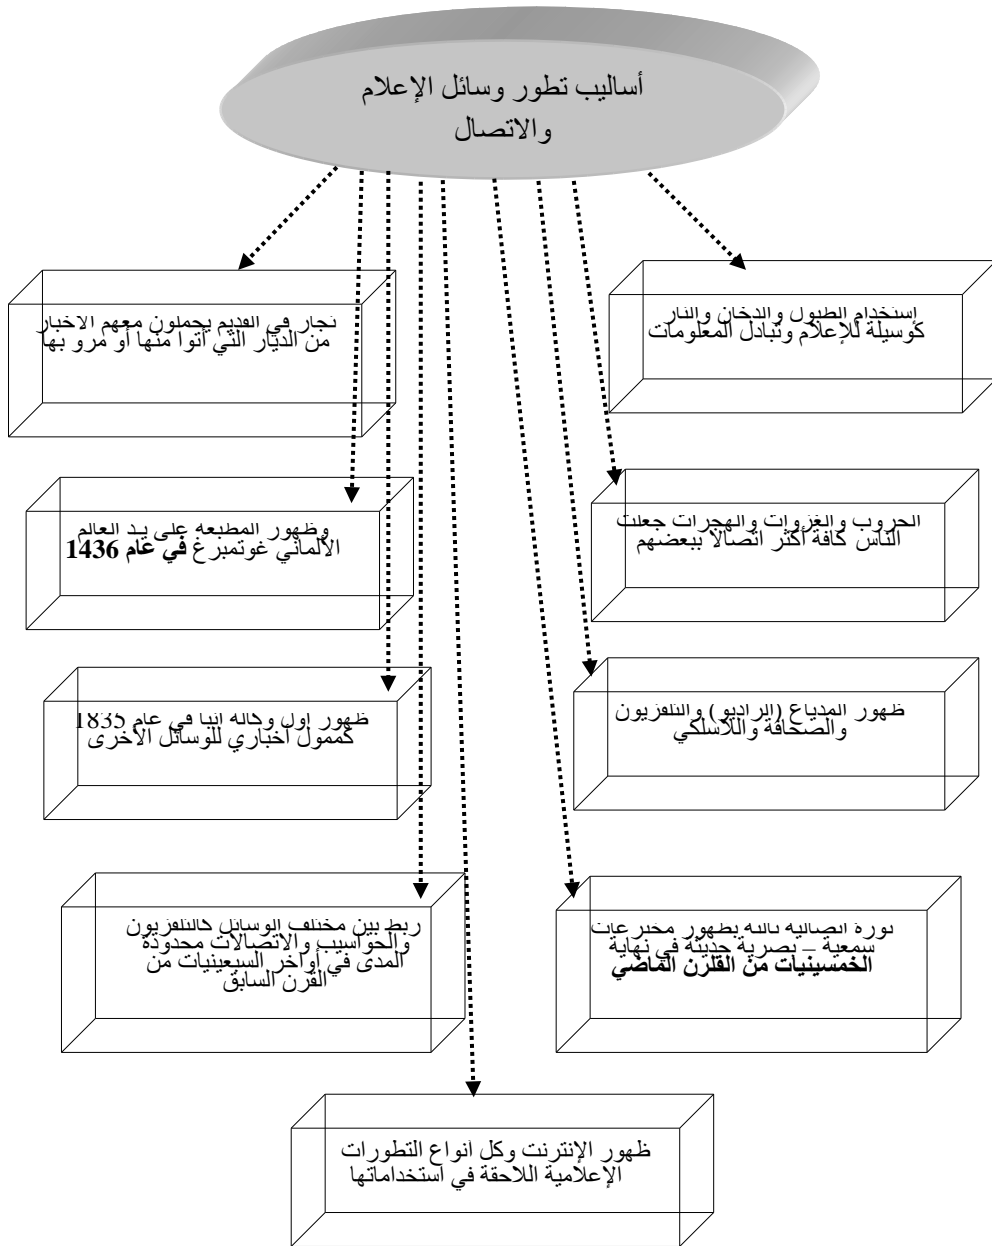 أساليب تطور وسائل الإعلام
والاتصال
إستخدام الطبول والدخان والنار
كوسيلة للإعلام وتبادل المعلومات
تجار في القديم يحملون معهم الاخبار
من الديار التي أتوا منها أو مرو بها
الحروب والغزوات والهجرات جعلت
الناس كافة أكثر اتصالا ببعضهم
وظهور المطبعة على يد العالم
الألماني غوتمبرغ في عام 1436
ظهور المذياع (الراديو) والتلفزيون
والصحافة واللاسلكي
ظهور اول وكالة انبا في عام 1835
كممول أخباري للوسائل الأخرى
ثورة اتصالية ثالثة بظهور مخترعات
سمعية – بصرية حديثة في نهاية
الخمسينيات من القلرن الماضي
ربط بين مختلف الوسائل كالتلفزيون
والحواسيب والاتصالات محدودة
المدى في أواخر السبعينيات من
القرن السابق
ظهور الإنترنت وكل أنواع التطورات
الإعلامية اللاحقة في استخداماتها